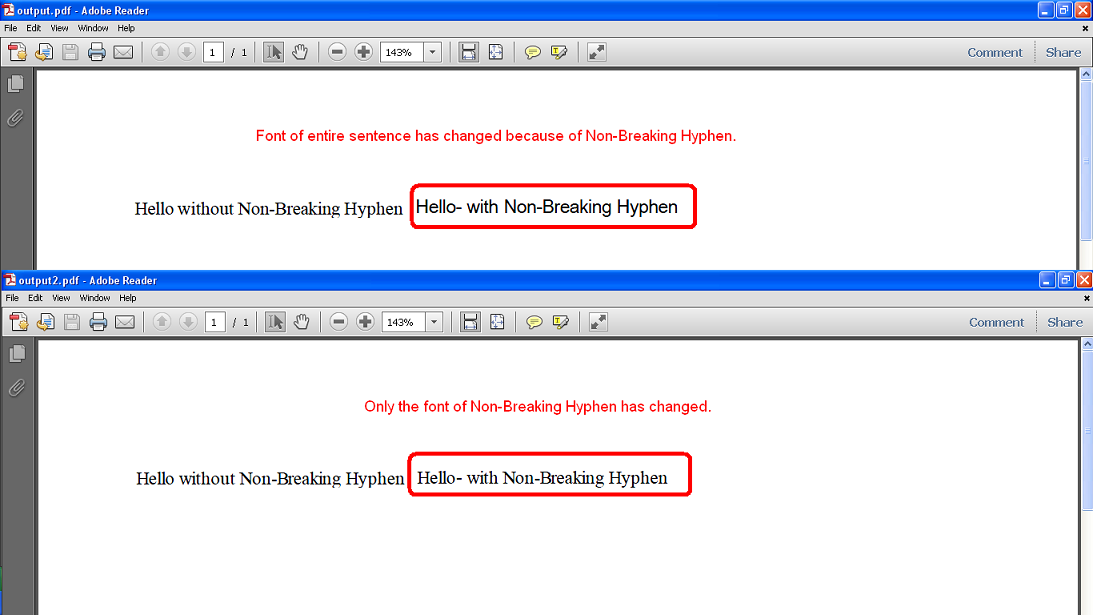 output.pdf - Adobe Reader
File Edit View Window Help
1 / 1 143% Comment Share
Font of entire sentence has changed because of Non-Breaking Hyphen.
Hello without Non-Breaking Hyphen Hello- with Non-Breaking Hyphen
output2.pdf - Adobe Reader
File Edit View Window Help
1 / 1 143% Comment Share
Only the font of Non-Breaking Hyphen has changed.
Hello without Non-Breaking Hyphen Hello- with Non-Breaking Hyphen